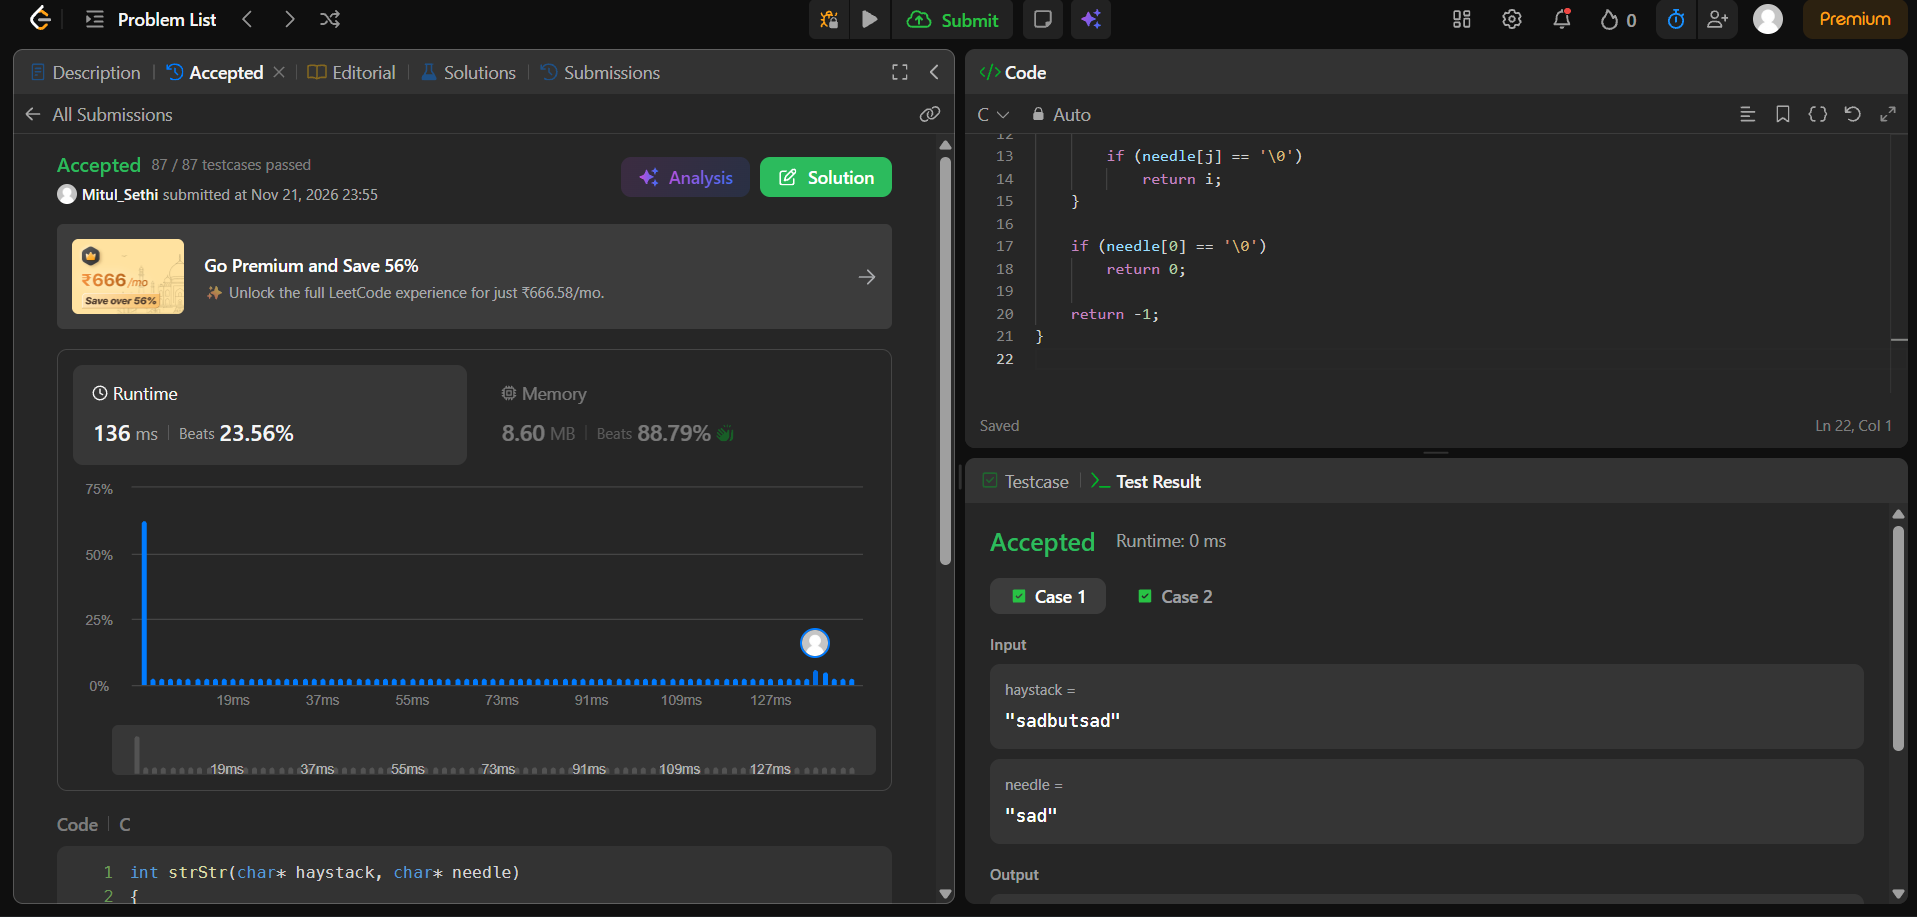 Problem List
Submit
0
Premium
Description
Accepted
Editorial
Solutions
Submissions
All Submissions
Accepted 87 / 87 testcases passed
Mitul_Sethi submitted at Nov 21, 2026 23:55
Analysis
Solution
₹666/mo
Save over 56%
Go Premium and Save 56%
✨ Unlock the full LeetCode experience for just ₹666.58/mo.
Runtime
136 ms Beats 23.56%
Memory
8.60 MB Beats 88.79%
75%
50%
25%
0%
19ms 37ms 55ms 73ms 91ms 109ms 127ms
19ms 37ms 55ms 73ms 91ms 109ms 127ms
Code C
1 int strStr(char* haystack, char* needle)
2 {
</> Code
C
Auto
12
13 if (needle[j] == '\0')
14 return i;
15 }
16
17 if (needle[0] == '\0')
18 return 0;
19
20 return -1;
21 }
22
Saved
Ln 22, Col 1
Testcase
Test Result
Accepted Runtime: 0 ms
Case 1
Case 2
Input
haystack =
"sadbutsad"
needle =
"sad"
Output